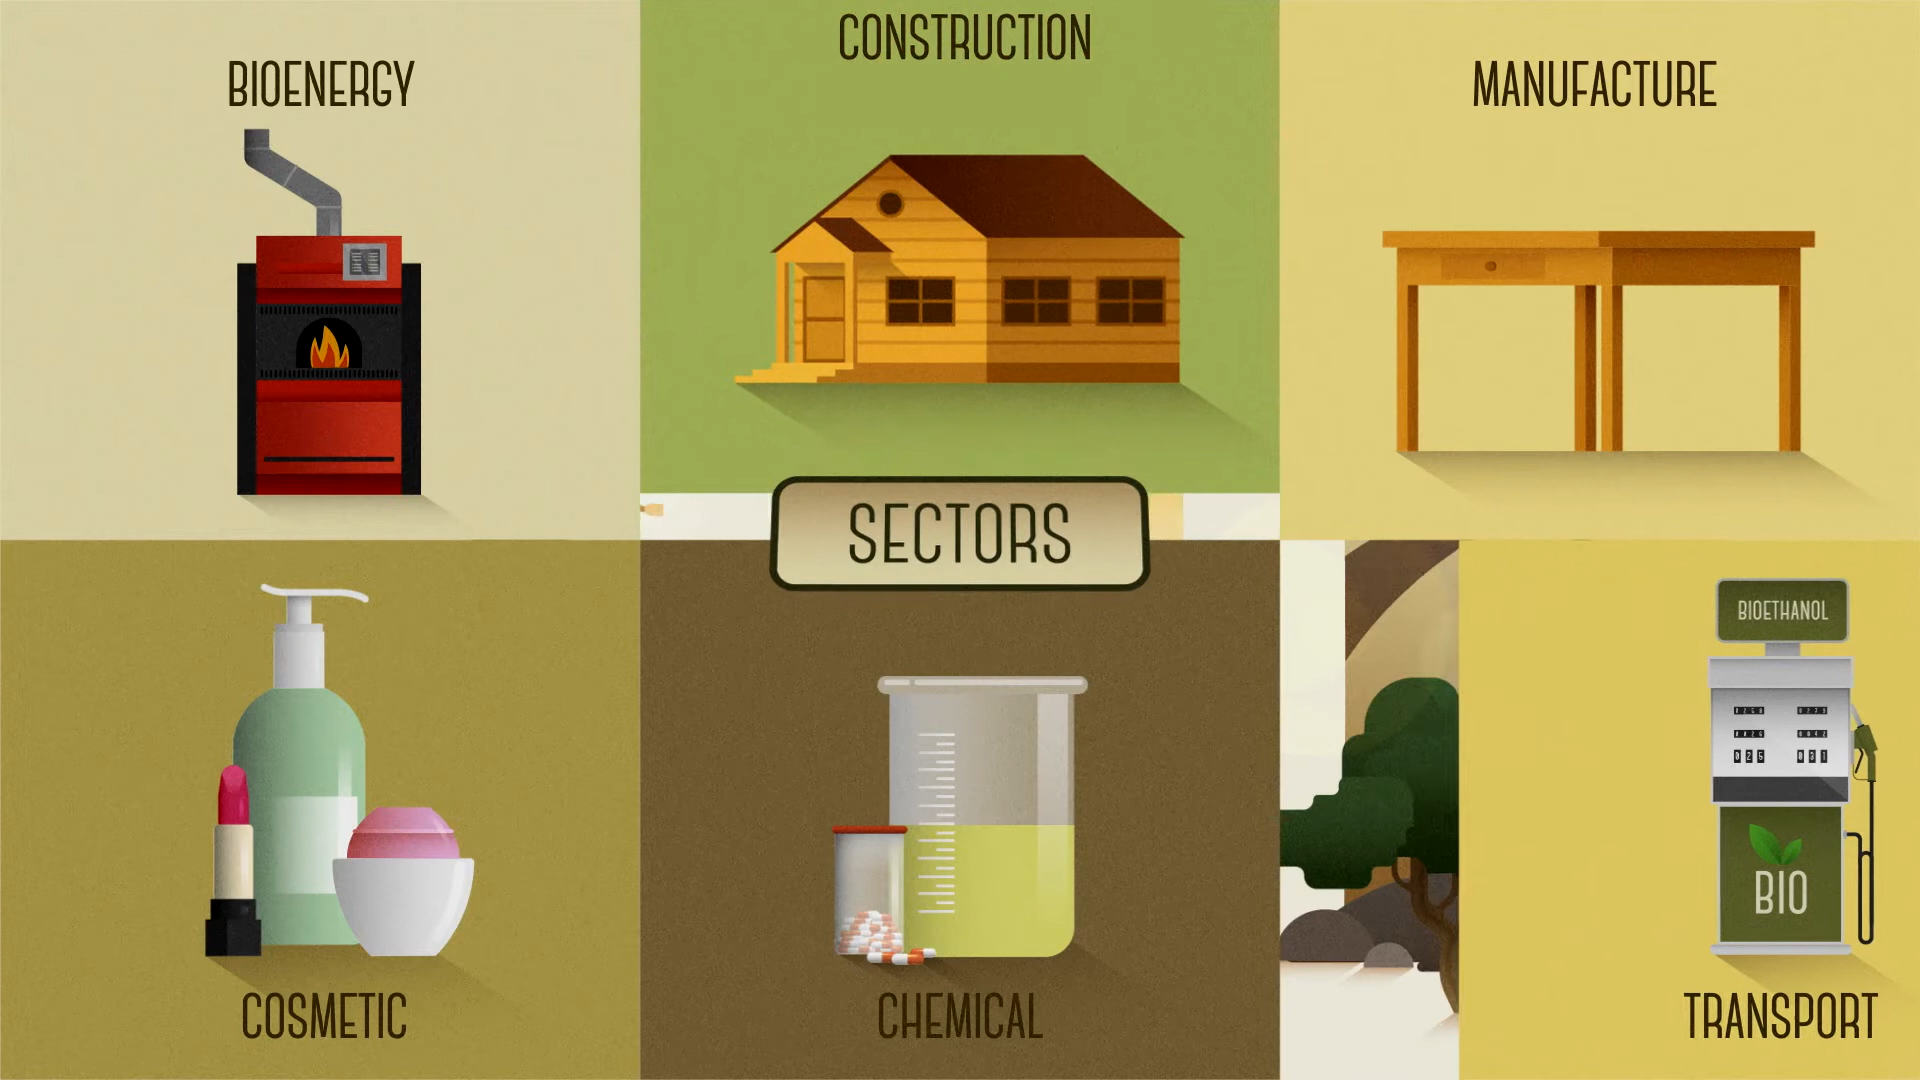 CONSTRUCTION
BIOENERGY
MANUFACTURE
SECTORS
BIOETHANOL
BIO
COSMETIC
CHEMICAL
TRANSPORT